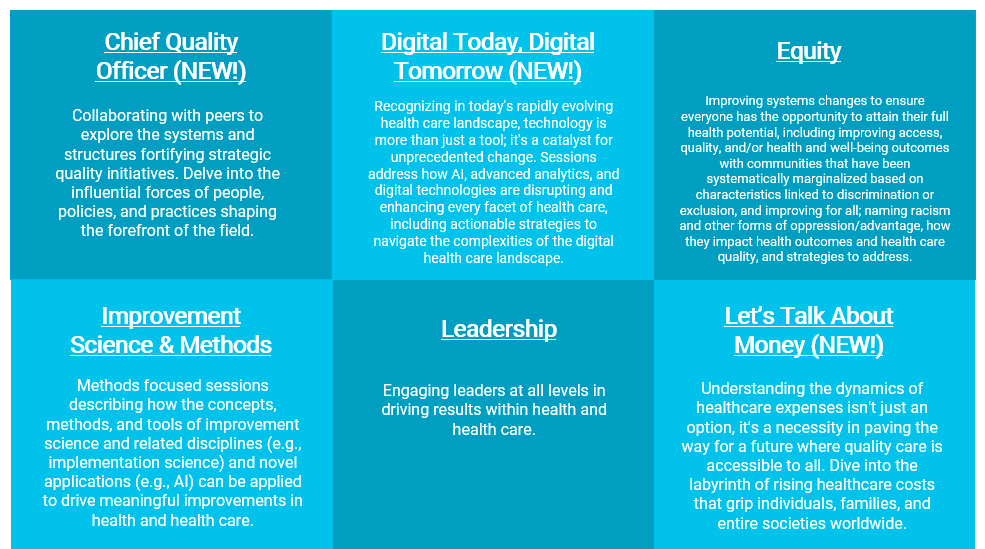 Chief Quality
Officer (NEW!)
Collaborating with peers to
explore the systems and
structures fortifying strategic
quality initiatives. Delve into the
influential forces of people,
policies, and practices shaping
the forefront of the field.
Digital Today, Digital
Tomorrow (NEW!)
Recognizing in today's rapidly evolving
health care landscape, technology is
more than just a tool; it's a catalyst for
unprecedented change. Sessions
address how AI, advanced analytics, and
digital technologies are disrupting and
enhancing every facet of health care,
including actionable strategies to
navigate the complexities of the digital
health care landscape.
Equity
Improving systems changes to ensure
everyone has the opportunity to attain their full
health potential, including improving access,
quality, and/or health and well-being outcomes
with communities that have been
systematically marginalized based on
characteristics linked to discrimination or
exclusion, and improving for all; naming racism
and other forms of oppression/advantage, how
they impact health outcomes and health care
quality, and strategies to address.
Improvement
Science & Methods
Methods focused sessions
describing how the concepts,
methods, and tools of improvement
science and related disciplines (e.g.,
implementation science) and novel
applications (e.g., AI) can be applied
to drive meaningful improvements in
health and health care.
Leadership
Engaging leaders at all levels in
driving results within health and
health care.
Let's Talk About
Money (NEW!)
Understanding the dynamics of
healthcare expenses isn't just an
option, it's a necessity in paving the
way for a future where quality care is
accessible to all. Dive into the
labyrinth of rising healthcare costs
that grip individuals, families, and
entire societies worldwide.